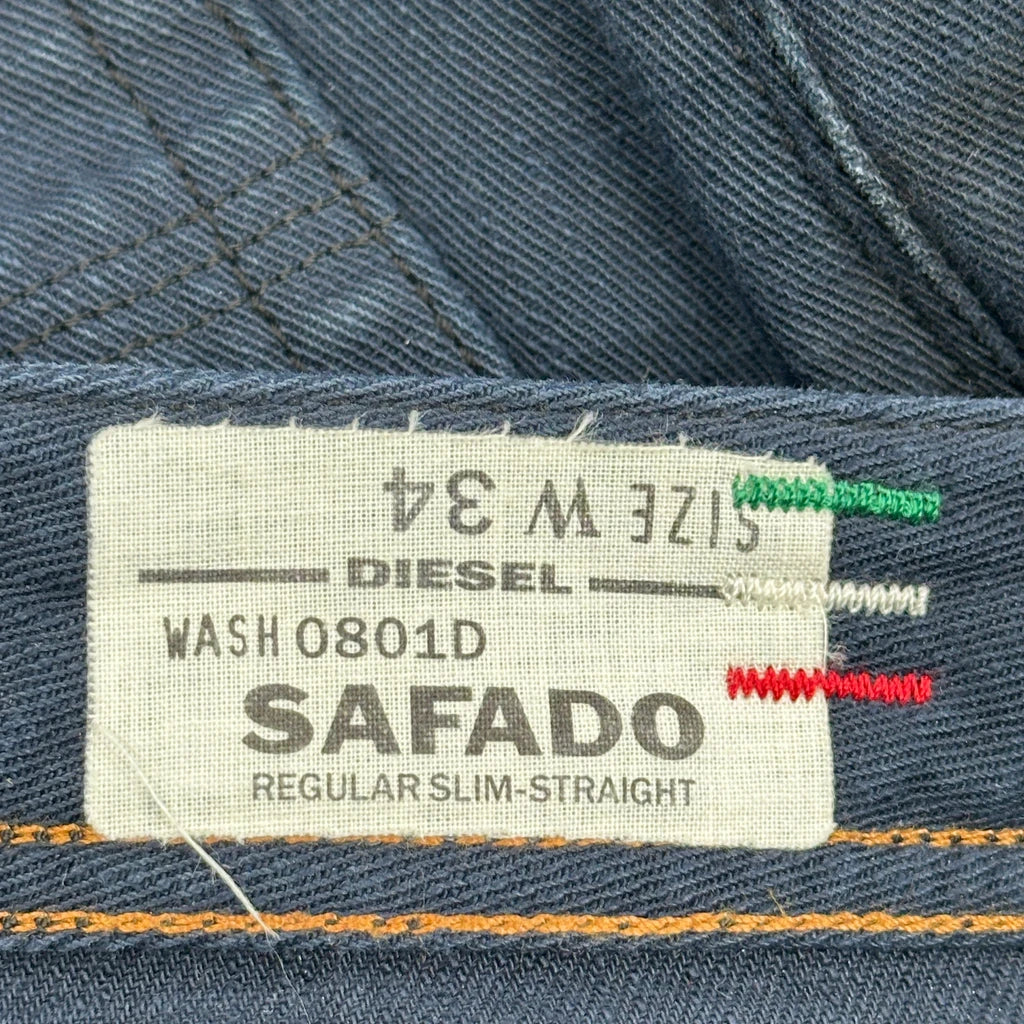 SIZE W 34
DIESEL
WASH 0801D
SAFADO
REGULAR SLIM-STRAIGHT